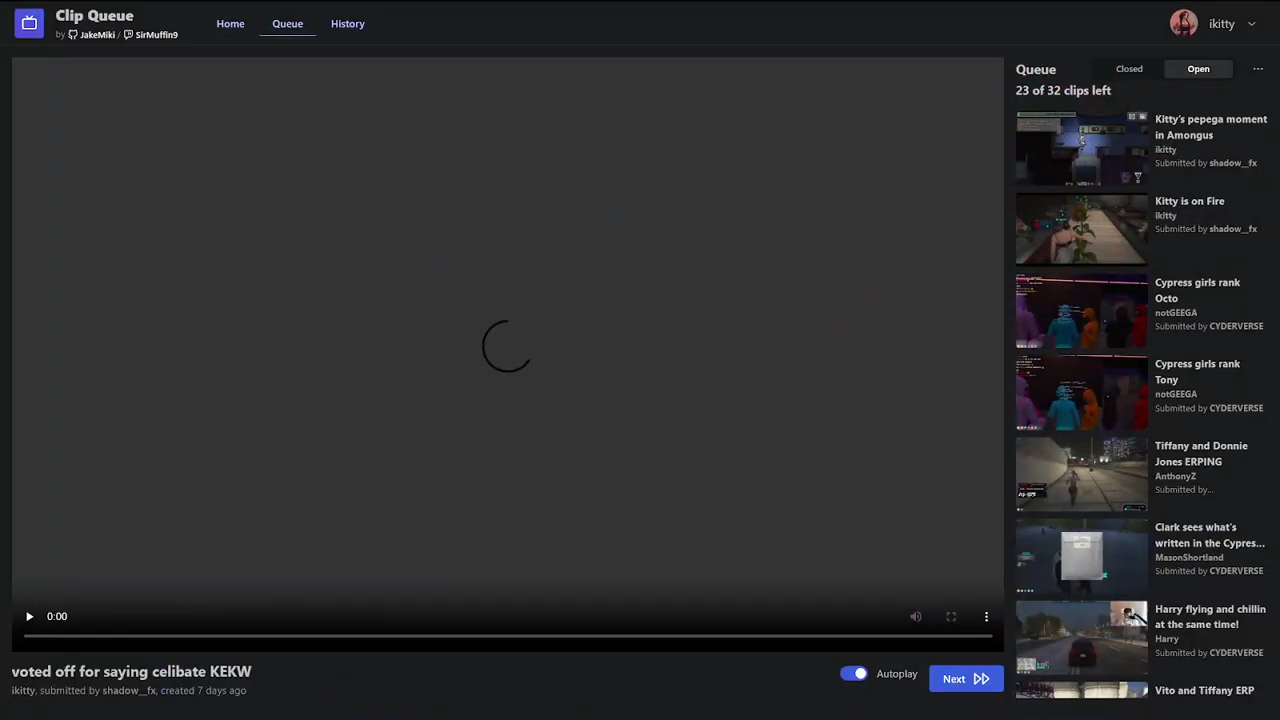 Clip Queue
by JakeMiki / SirMuffin9
Home
Queue
History
ikitty
Queue
Closed
Open
23 of 32 clips left
Kitty's pepega moment
in Amongus
ikitty
Submitted by shadow__fx
Kitty is on Fire
ikitty
Submitted by shadow__fx
Cypress girls rank
Octo
notGEEGA
Submitted by CYDERVERSE
Cypress girls rank
Tony
notGEEGA
Submitted by CYDERVERSE
Tiffany and Donnie
Jones ERPING
AnthonyZ
Submitted by...
Clark sees what's
written in the Cypres...
MasonShortland
Submitted by CYDERVERSE
Harry flying and chillin
at the same time!
Harry
Submitted by CYDERVERSE
Vito and Tiffany ERP
0:00
voted off for saying celibate KEKW
ikitty, submitted by shadow__fx, created 7 days ago
Autoplay
Next